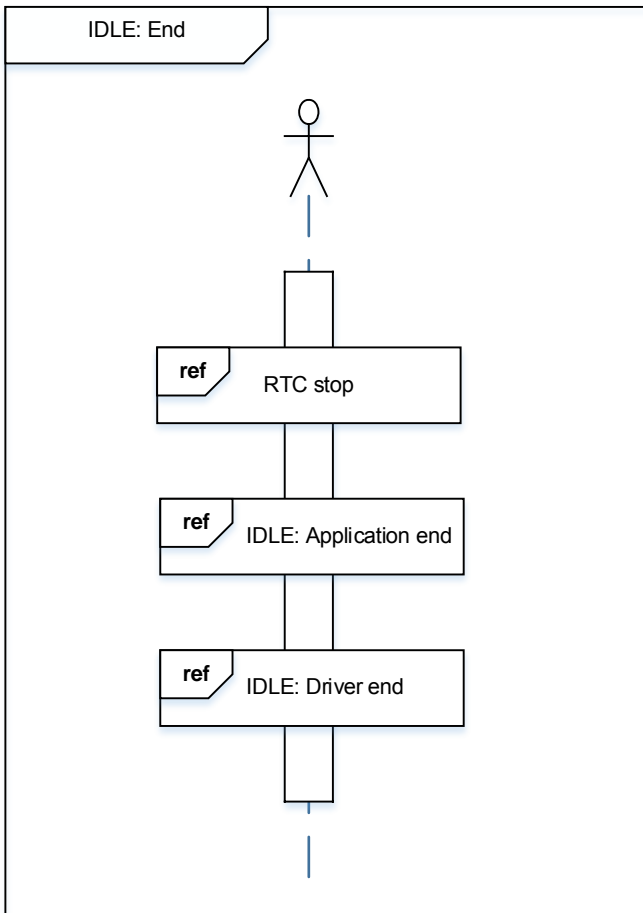 IDLE: End
ref
RTC stop
ref
IDLE: Application end
ref
IDLE: Driver end